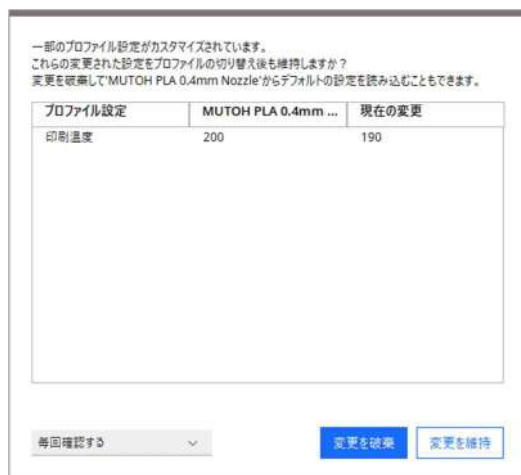 一部のプロファイル設定がカスタマイズされています。
これらの変更された設定をプロファイルの切り替え後も維持しますか？
変更を破棄して'MUTOH PLA 0.4mm Nozzle'からデフォルトの設定を読み込むこともできます。
プロファイル設定 MUTOH PLA 0.4mm ... 現在の変更
印刷温度 200 190
毎回確認する 変更を破棄 変更を維持